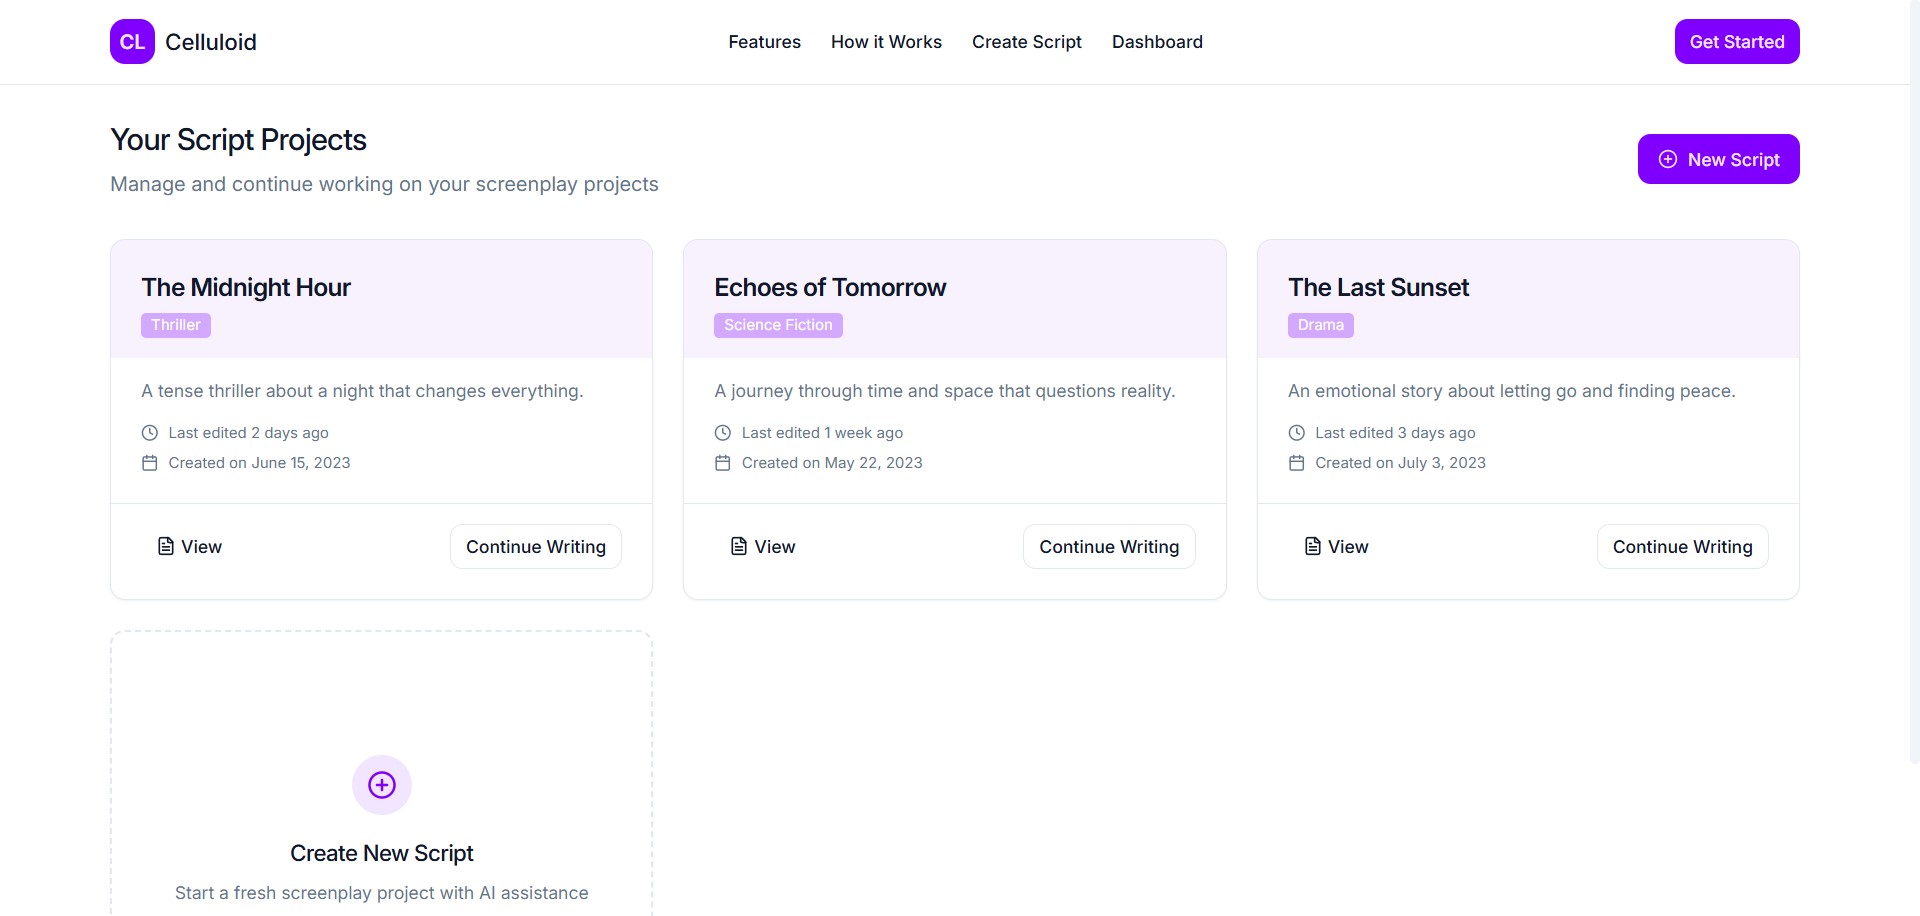 CL Celluloid
Features How it Works Create Script Dashboard
Get Started
Your Script Projects
Manage and continue working on your screenplay projects
New Script
The Midnight Hour
Thriller
A tense thriller about a night that changes everything.
Last edited 2 days ago
Created on June 15, 2023
View Continue Writing
Echoes of Tomorrow
Science Fiction
A journey through time and space that questions reality.
Last edited 1 week ago
Created on May 22, 2023
View Continue Writing
The Last Sunset
Drama
An emotional story about letting go and finding peace.
Last edited 3 days ago
Created on July 3, 2023
View Continue Writing
Create New Script
Start a fresh screenplay project with AI assistance